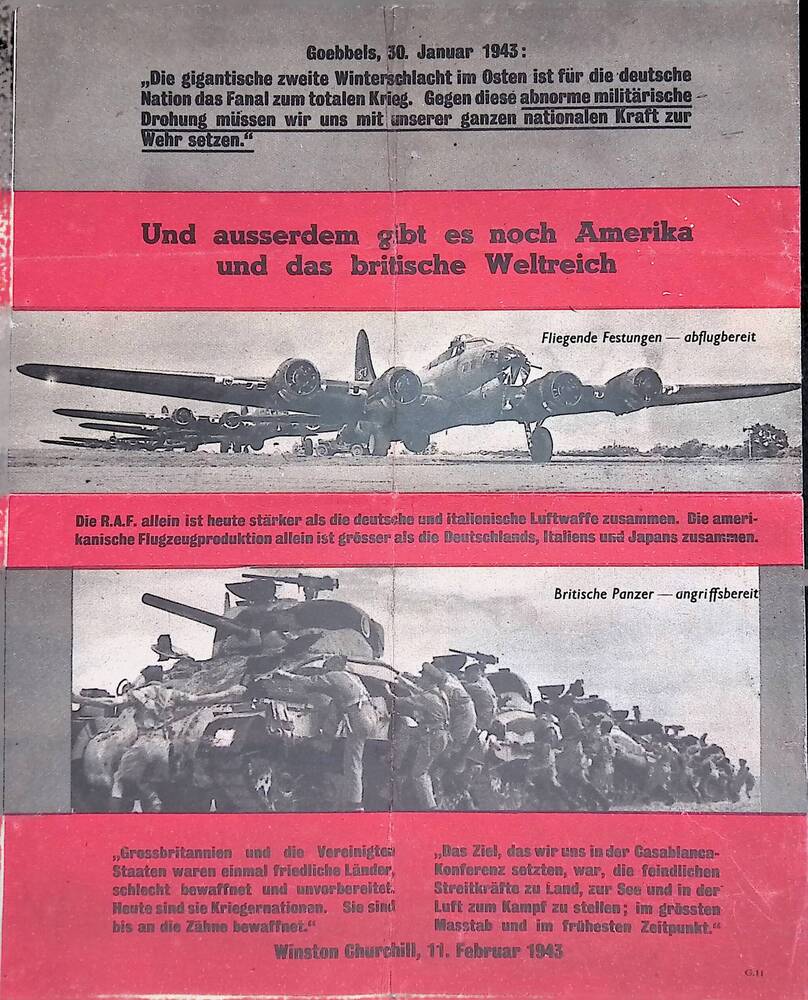 Goebbels, 30. Januar 1943:
„Die gigantische zweite Winterschlacht im Osten ist für die deutsche
Nation das Fanal zum totalen Krieg. Gegen diese abnorme militärische
Drohung müssen wir uns mit unserer ganzen nationalen Kraft zur
Wehr setzen.“
Und ausserdem gibt es noch Amerika
und das britische Weltreich
Fliegende Festungen — abflugbereit
Die R.A.F. allein ist heute stärker als die deutsche und italienische Luftwaffe zusammen. Die ameri-
kanische Flugzeugproduktion allein ist grösser als die Deutschlands, Italiens und Japans zusammen.
Britische Panzer — angriffsbereit
„Grossbritannien und die Vereinigten
Staaten waren einmal friedliche Länder,
schlecht bewaffnet und unvorbereitet.
Heute sind sie Kriegernationen. Sie sind
bis an die Zähne bewaffnet.“
„Das Ziel, das wir uns in der Casablanca-
Konferenz setzten, war, die feindlichen
Streitkräfte zu Land, zur See und in der
Luft zum Kampf zu stellen; im grössten
Masstab und im frühesten Zeitpunkt.“
Winston Churchill, 11. Februar 1943
G.11